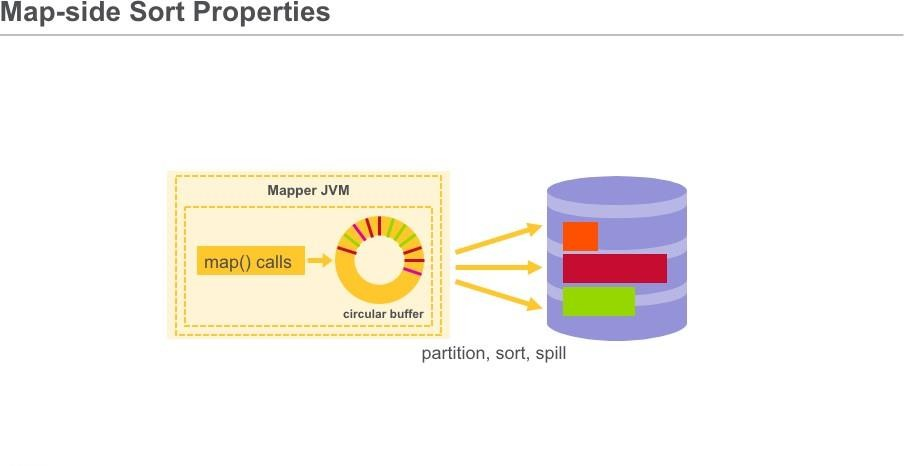 Map-side Sort Properties
Mapper JVM
map() calls
circular buffer
partition, sort, spill